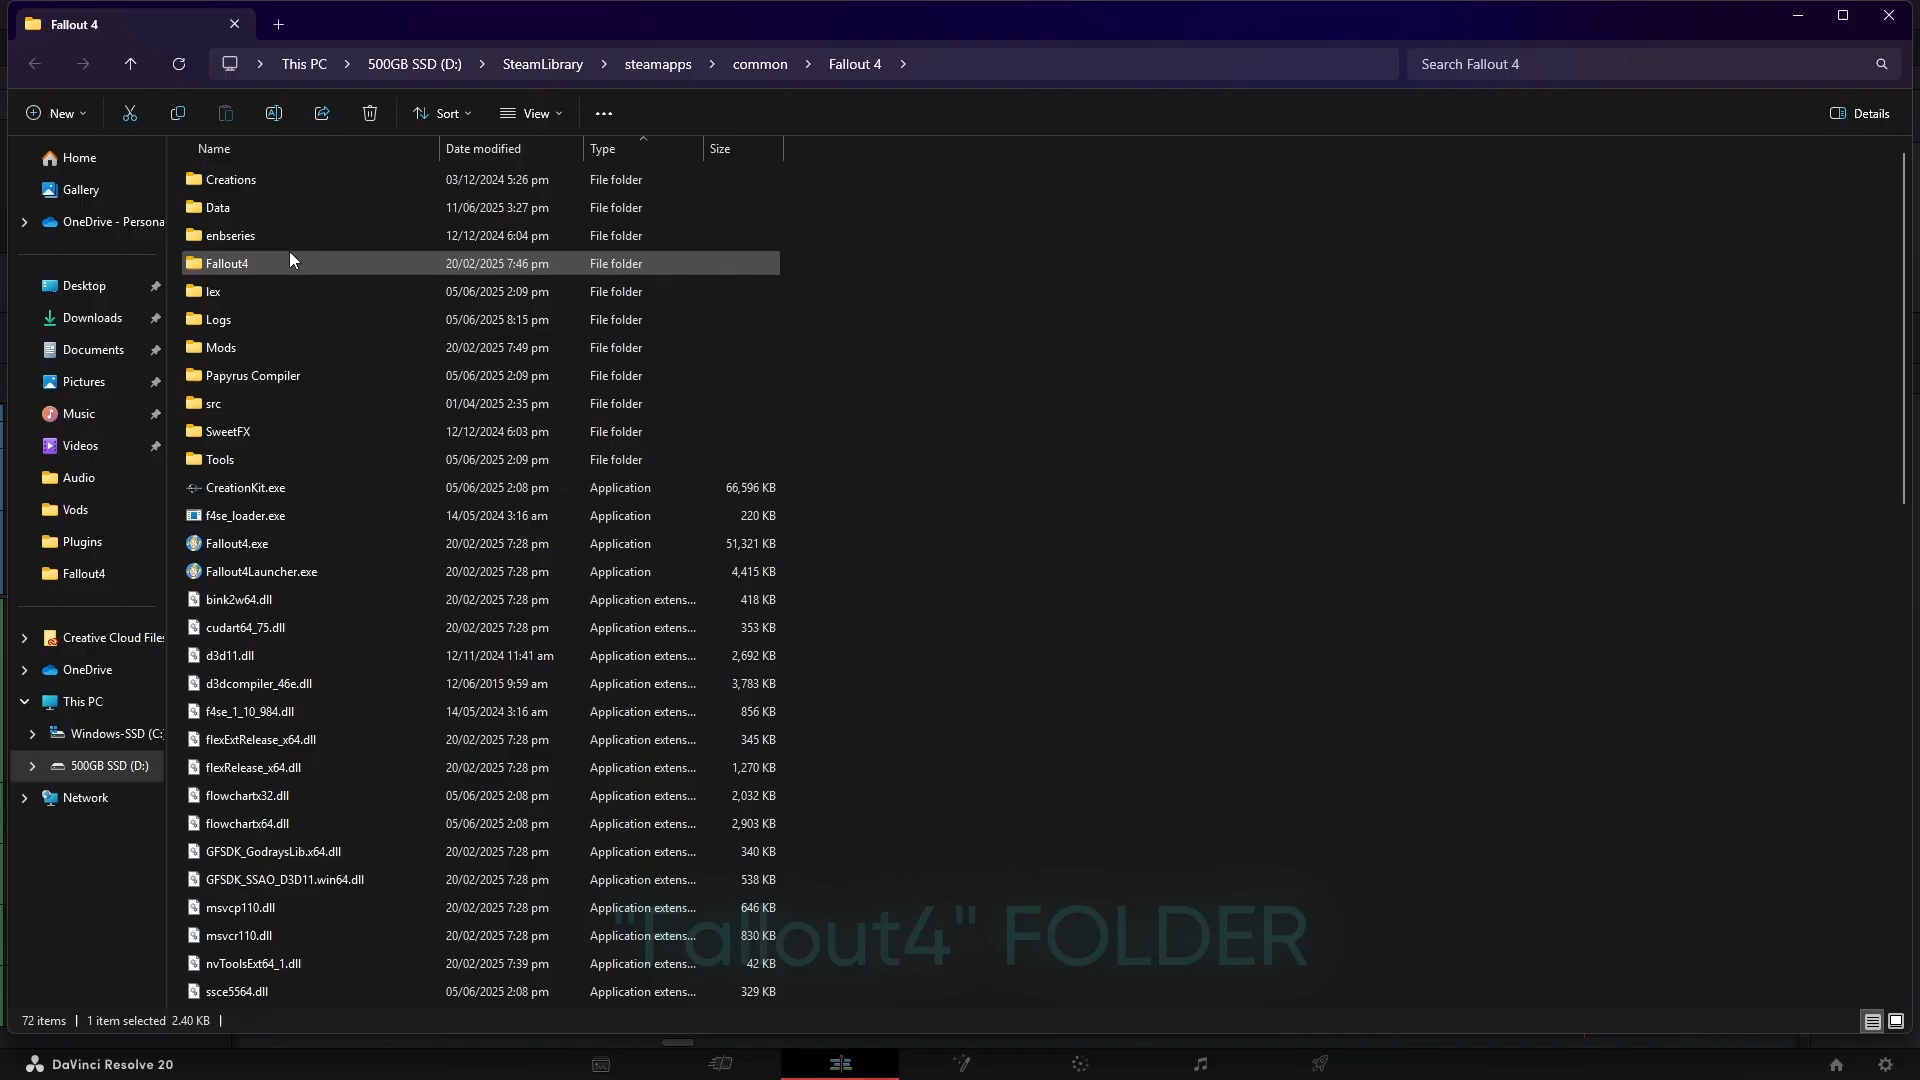 Fallout 4
This PC
500GB SSD (D:)
SteamLibrary
steamapps
common
Fallout 4
Search Fallout 4
New
Sort
View
Details
Name
Date modified
Type
Size
Home
Gallery
OneDrive - Persona
Desktop
Downloads
Documents
Pictures
Music
Videos
Audio
Vods
Plugins
Fallout4
Creative Cloud Files
OneDrive
This PC
Windows-SSD (C:
500GB SSD (D:)
Network
Creations 03/12/2024 5:26 pm File folder
Data 11/06/2025 3:27 pm File folder
enbseries 12/12/2024 6:04 pm File folder
Fallout4 20/02/2025 7:46 pm File folder
lex 05/06/2025 2:09 pm File folder
Logs 05/06/2025 8:15 pm File folder
Mods 20/02/2025 7:49 pm File folder
Papyrus Compiler 05/06/2025 2:09 pm File folder
src 01/04/2025 2:35 pm File folder
SweetFX 12/12/2024 6:03 pm File folder
Tools 05/06/2025 2:09 pm File folder
CreationKit.exe 05/06/2025 2:08 pm Application 66,596 KB
f4se_loader.exe 14/05/2024 3:16 am Application 220 KB
Fallout4.exe 20/02/2025 7:28 pm Application 51,321 KB
Fallout4Launcher.exe 20/02/2025 7:28 pm Application 4,415 KB
bink2w64.dll 20/02/2025 7:28 pm Application extens... 418 KB
cudart64_75.dll 20/02/2025 7:28 pm Application extens... 353 KB
d3d11.dll 12/11/2024 11:41 am Application extens... 2,692 KB
d3dcompiler_46e.dll 12/06/2015 9:59 am Application extens... 3,783 KB
f4se_1_10_984.dll 14/05/2024 3:16 am Application extens... 856 KB
flexExtRelease_x64.dll 20/02/2025 7:28 pm Application extens... 345 KB
flexRelease_x64.dll 20/02/2025 7:28 pm Application extens... 1,270 KB
flowchartx32.dll 05/06/2025 2:08 pm Application extens... 2,032 KB
flowchartx64.dll 05/06/2025 2:08 pm Application extens... 2,903 KB
GFSDK_GodraysLib.x64.dll 20/02/2025 7:28 pm Application extens... 340 KB
GFSDK_SSAO_D3D11.win64.dll 20/02/2025 7:28 pm Application extens... 538 KB
msvcp110.dll 20/02/2025 7:28 pm Application extens... 646 KB
msvcr110.dll 20/02/2025 7:28 pm Application extens... 830 KB
nvToolsExt64_1.dll 20/02/2025 7:39 pm Application extens... 42 KB
ssce5564.dll 05/06/2025 2:08 pm Application extens... 329 KB
"Fallout4" FOLDER
72 items
1 item selected 2.40 KB
DaVinci Resolve 20